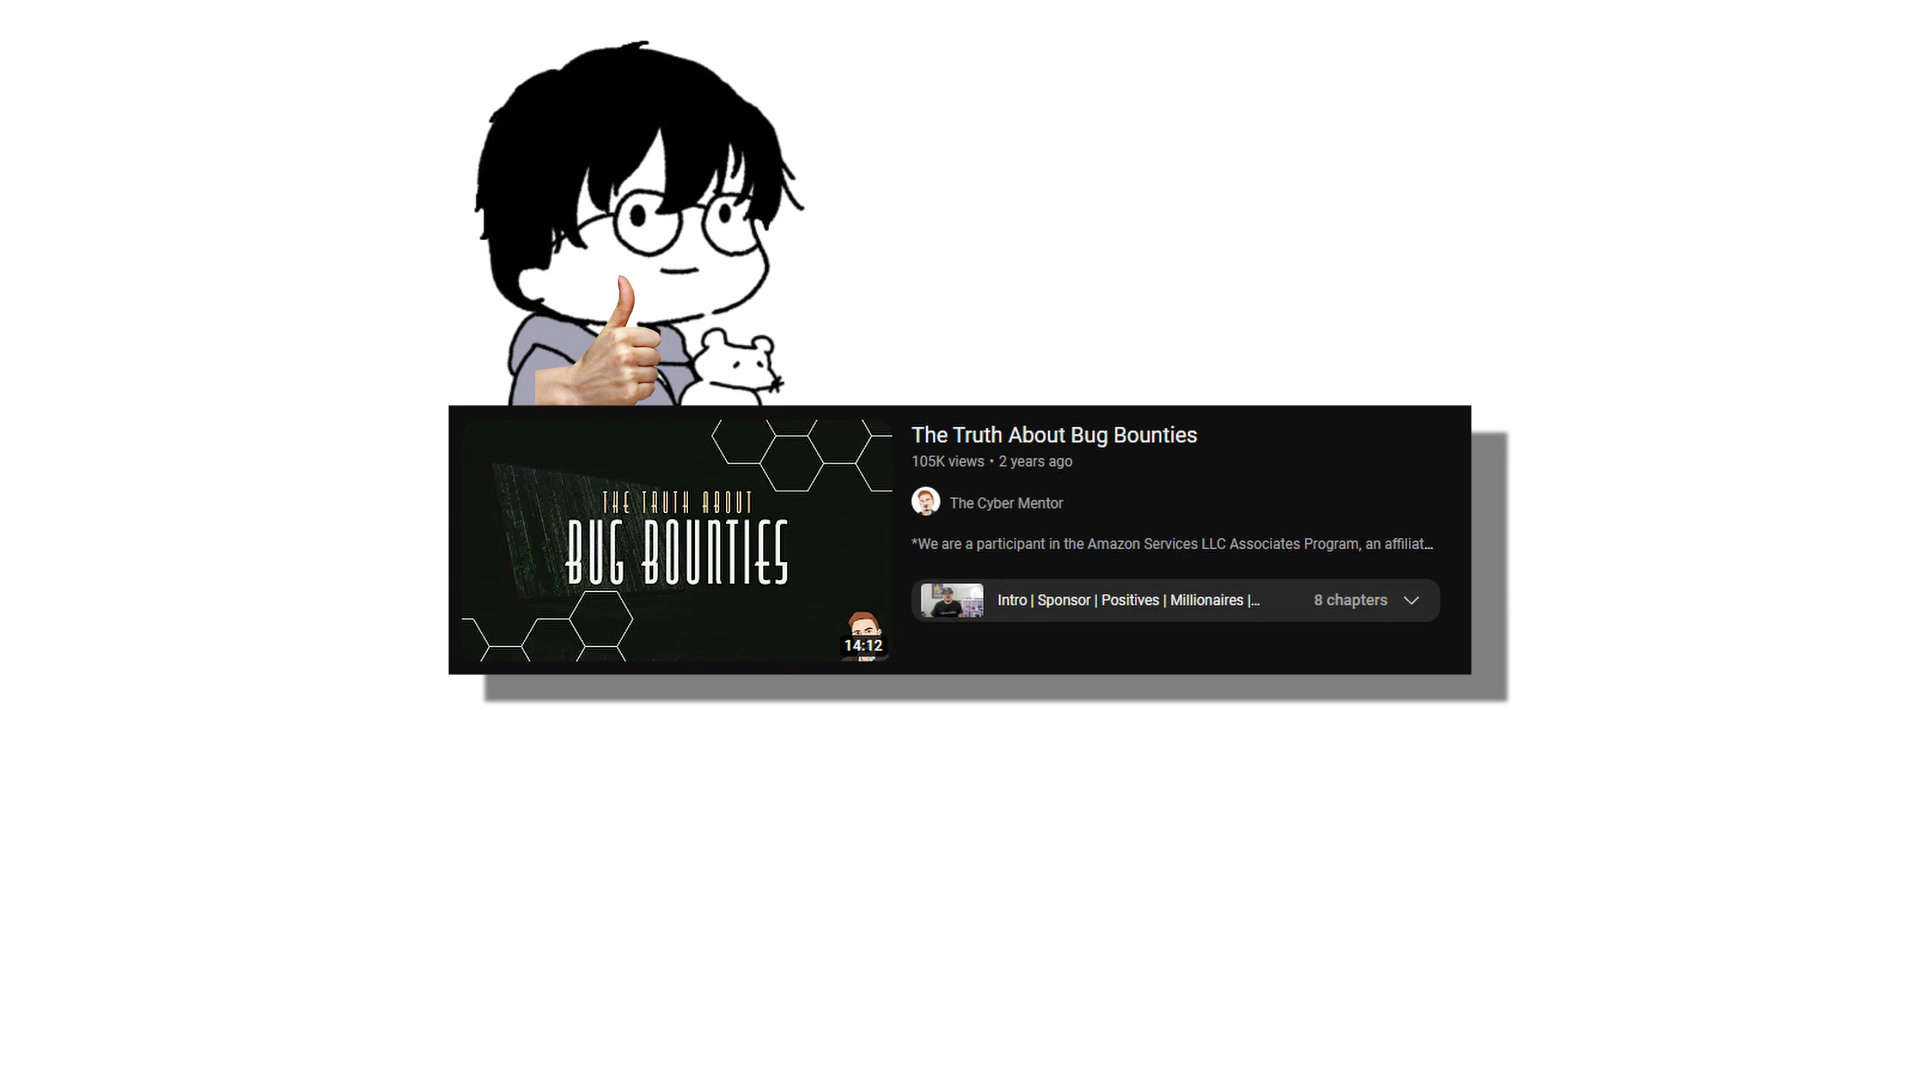 THE TRUTH ABOUT
BUG BOUNTIES
14:12
The Truth About Bug Bounties
105K views • 2 years ago
The Cyber Mentor
*We are a participant in the Amazon Services LLC Associates Program, an affiliat...
Intro | Sponsor | Positives | Millionaires |... 8 chapters